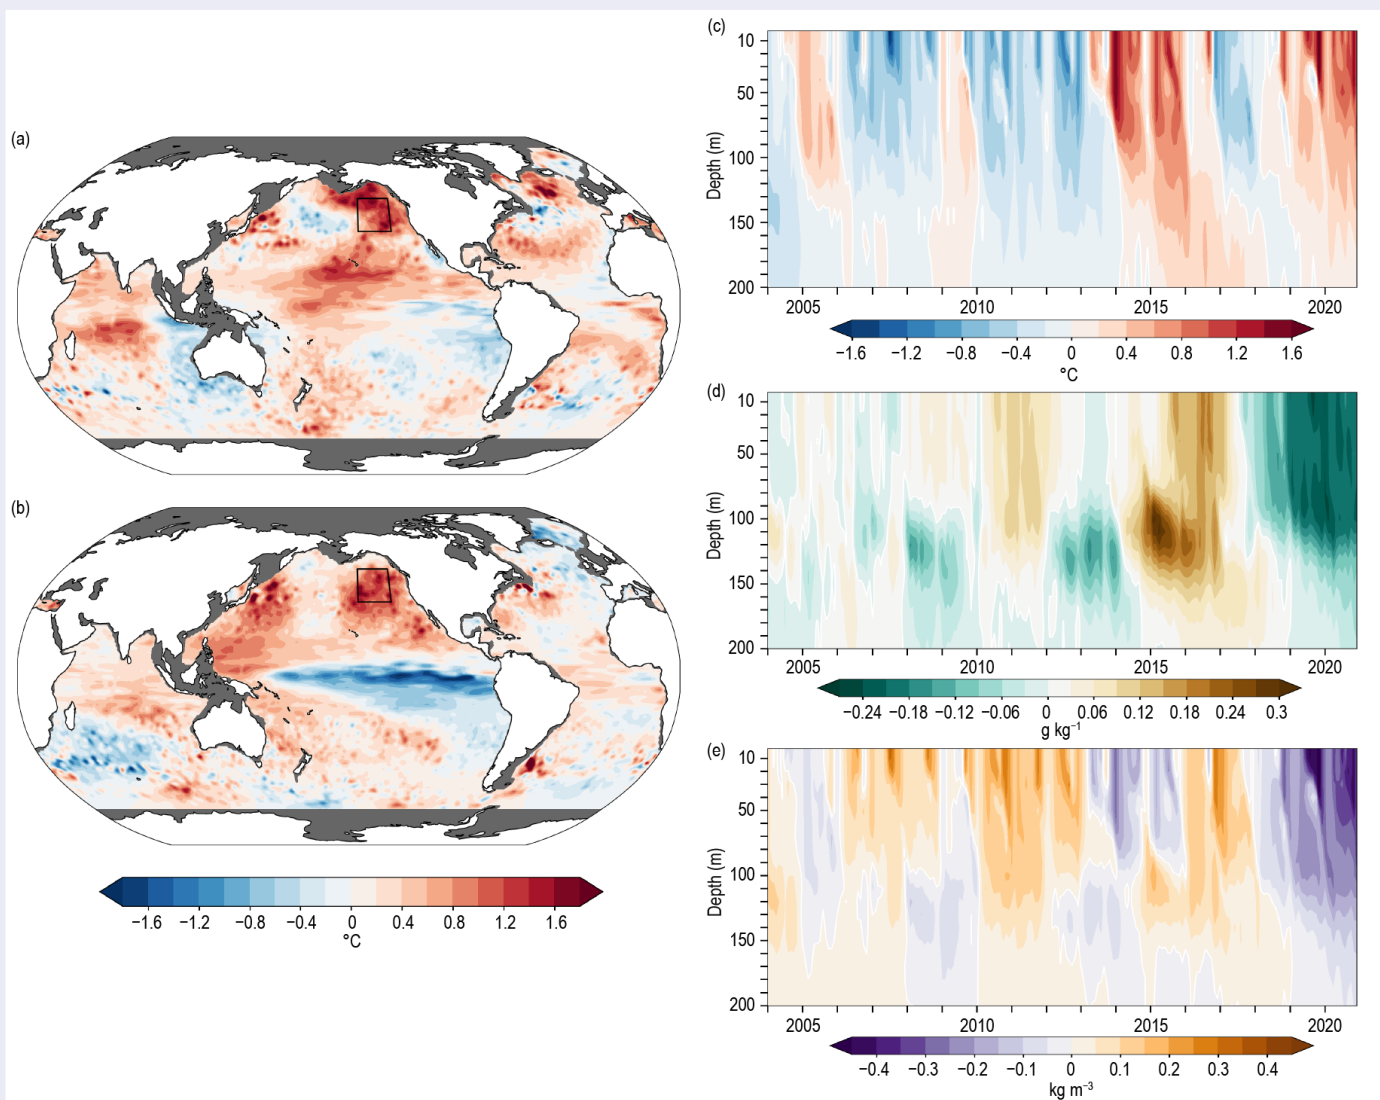 (a)
(b)
−1.6 −1.2 −0.8 −0.4 0 0.4 0.8 1.2 1.6
°C
(c)
Depth (m)
10
50
100
150
200
2005 2010 2015 2020
−1.6 −1.2 −0.8 −0.4 0 0.4 0.8 1.2 1.6
°C
(d)
Depth (m)
10
50
100
150
200
2005 2010 2015 2020
−0.24 −0.18 −0.12 −0.06 0 0.06 0.12 0.18 0.24 0.3
g kg⁻¹
(e)
Depth (m)
10
50
100
150
200
2005 2010 2015 2020
−0.4 −0.3 −0.2 −0.1 0 0.1 0.2 0.3 0.4
kg m⁻³